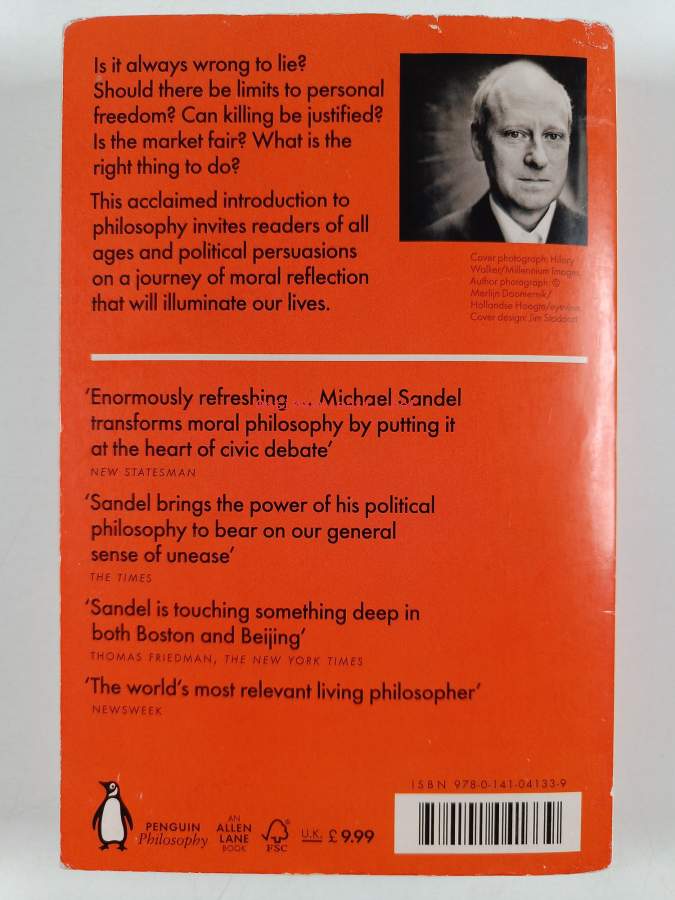 Is it always wrong to lie?
Should there be limits to personal
freedom? Can killing be justified?
Is the market fair? What is the
right thing to do?
This acclaimed introduction to
philosophy invites readers of all
ages and political persuasions
on a journey of moral reflection
that will illuminate our lives.
Cover photograph: Hilary
Walker/Millennium Images
Author photograph: ©
Merlijn Doomernik/
Hollandse Hoogte/eyevine
Cover design: Jim Stoddart
‘Enormously refreshing ... Michael Sandel
transforms moral philosophy by putting it
at the heart of civic debate’
NEW STATESMAN
‘Sandel brings the power of his political
philosophy to bear on our general
sense of unease’
THE TIMES
‘Sandel is touching something deep in
both Boston and Beijing’
THOMAS FRIEDMAN, THE NEW YORK TIMES
‘The world’s most relevant living philosopher’
NEWSWEEK
PENGUIN
Philosophy
AN
ALLEN
LANE
BOOK
FSC
U.K. £9.99
ISBN 978-0-141-04133-9